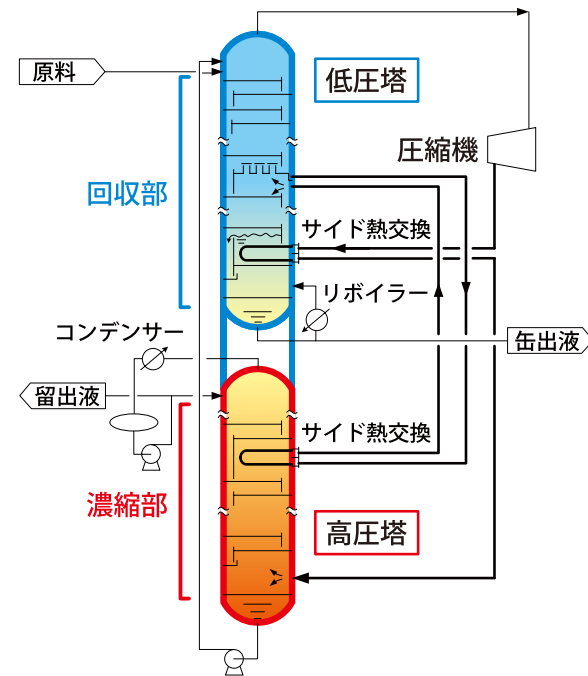 原料
低圧塔
圧縮機
回収部
サイド熱交換
リボイラー
コンデンサー
缶出液
留出液
サイド熱交換
濃縮部
高圧塔